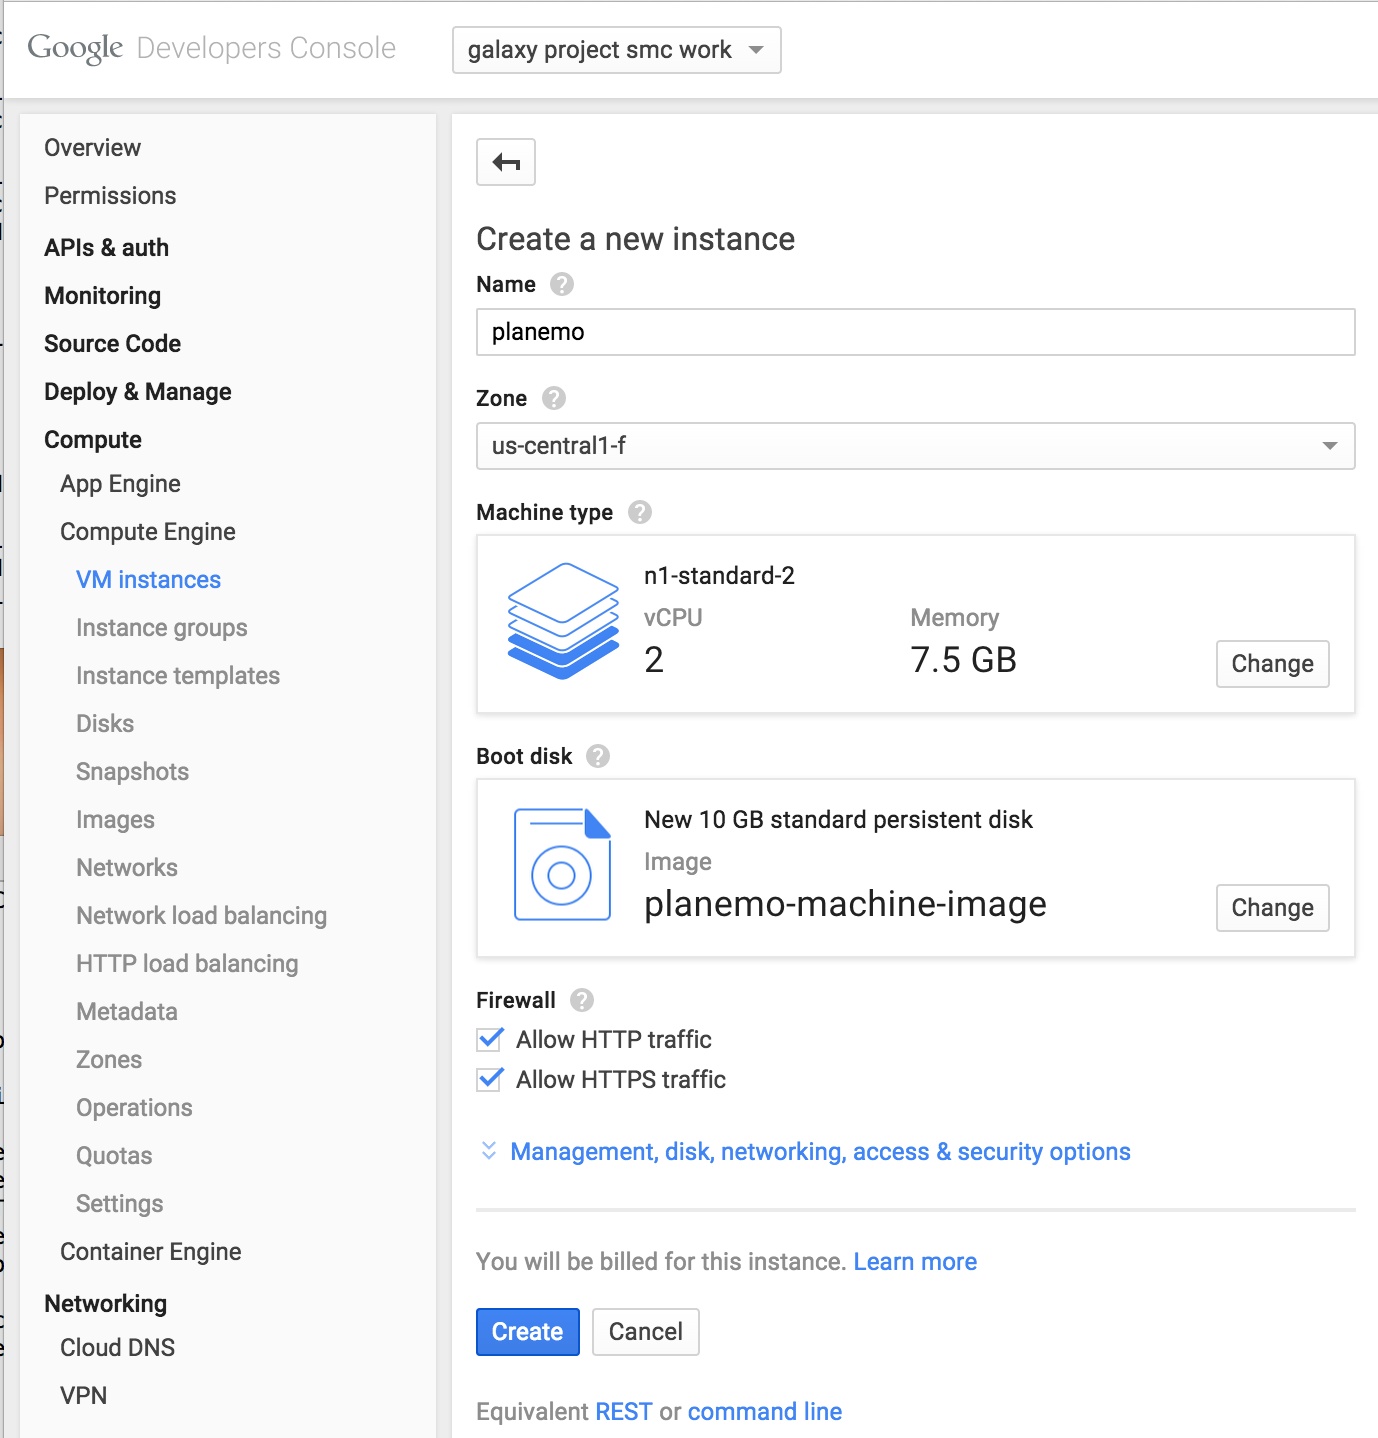 Google Developers Console
galaxy project smc work
Overview
Permissions
APIs & auth
Monitoring
Source Code
Deploy & Manage
Compute
App Engine
Compute Engine
VM instances
Instance groups
Instance templates
Disks
Snapshots
Images
Networks
Network load balancing
HTTP load balancing
Metadata
Zones
Operations
Quotas
Settings
Container Engine
Networking
Cloud DNS
VPN
Create a new instance
Name ?
planemo
Zone ?
us-central1-f
Machine type ?
n1-standard-2
vCPU Memory
2 7.5 GB
Change
Boot disk ?
New 10 GB standard persistent disk
Image
planemo-machine-image
Change
Firewall ?
Allow HTTP traffic
Allow HTTPS traffic
Management, disk, networking, access & security options
You will be billed for this instance. Learn more
Create Cancel
Equivalent REST or command line